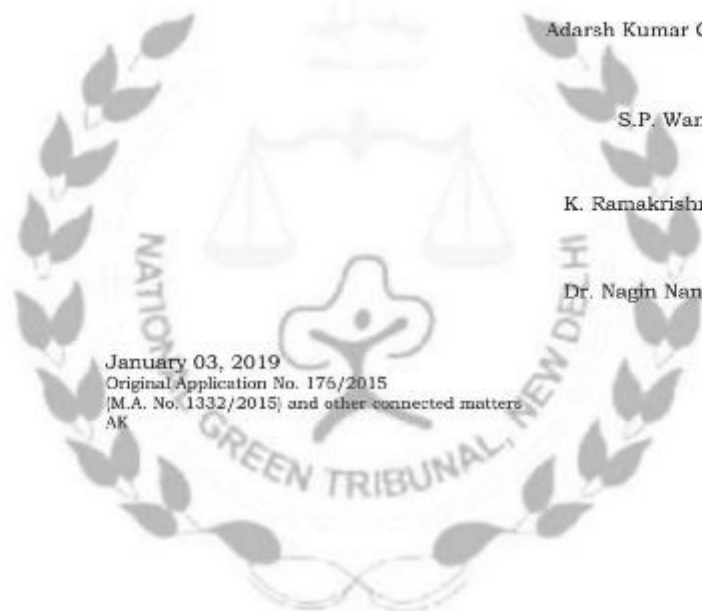 Adarsh Kumar
S.P. Wan
K. Ramakrishn
Dr. Nagin Nan
January 03, 2019
Original Application No. 176/2015
(M.A. No. 1332/2015) and other connected matters
AK
NATIONAL GREEN TRIBUNAL, NEW DELHI